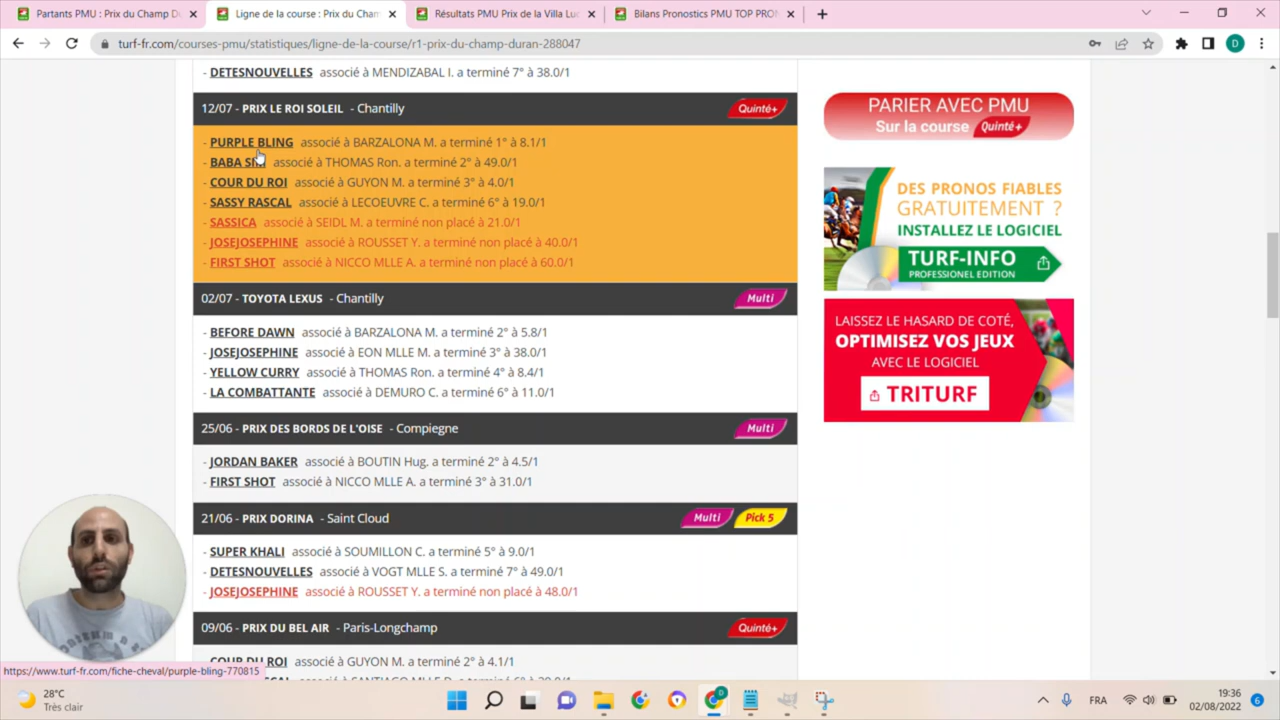 Partants PMU : Prix du Champ D
Ligne de la course : Prix du Cham
Résultats PMU Prix de la Villa Luc
Bilans Pronostics PMU TOP PRON
turf-fr.com/courses-pmu/statistiques/ligne-de-la-course/r1-prix-du-champ-duran-288047
D
- DETESNOUVELLES associé à MENDIZABAL I. a terminé 7° à 38.0/1
12/07 - PRIX LE ROI SOLEIL - Chantilly Quinté+
- PURPLE BLING associé à BARZALONA M. a terminé 1° à 8.1/1
- BABA S associé à THOMAS Ron. a terminé 2° à 49.0/1
- COUR DU ROI associé à GUYON M. a terminé 3° à 4.0/1
- SASSY RASCAL associé à LECOEUVRE C. a terminé 6° à 19.0/1
- SASSICA associé à SEIDL M. a terminé non placé à 21.0/1
- JOSEJOSEPHINE associé à ROUSSET Y. a terminé non placé à 40.0/1
- FIRST SHOT associé à NICCO MLLE A. a terminé non placé à 60.0/1
02/07 - TOYOTA LEXUS - Chantilly Multi
- BEFORE DAWN associé à BARZALONA M. a terminé 2° à 5.8/1
- JOSEJOSEPHINE associé à EON MLLE M. a terminé 3° à 38.0/1
- YELLOW CURRY associé à THOMAS Ron. a terminé 4° à 8.4/1
- LA COMBATTANTE associé à DEMURO C. a terminé 6° à 11.0/1
25/06 - PRIX DES BORDS DE L'OISE - Compiegne Multi
- JORDAN BAKER associé à BOUTIN Hug. a terminé 2° à 4.5/1
- FIRST SHOT associé à NICCO MLLE A. a terminé 3° à 31.0/1
21/06 - PRIX DORINA - Saint Cloud Multi Pick 5
- SUPER KHALI associé à SOUMILLON C. a terminé 5° à 9.0/1
- DETESNOUVELLES associé à VOGT MLLE S. a terminé 7° à 49.0/1
- JOSEJOSEPHINE associé à ROUSSET Y. a terminé non placé à 48.0/1
09/06 - PRIX DU BEL AIR - Paris-Longchamp Quinté+
COUR DU ROI associé à GUYON M. a terminé 2° à 4.1/1
PARIER AVEC PMU
Sur la course Quinté+
DES PRONOS FIABLES
GRATUITEMENT ?
INSTALLEZ LE LOGICIEL
TURF-INFO
PROFESSIONEL EDITION
LAISSEZ LE HASARD DE COTÉ,
OPTIMISEZ VOS JEUX
AVEC LE LOGICIEL
TRITURF
https://www.turf-fr.com/fiche-cheval/purple-bling-770815
28°C
Très clair
FRA
19:36
02/08/2022
6